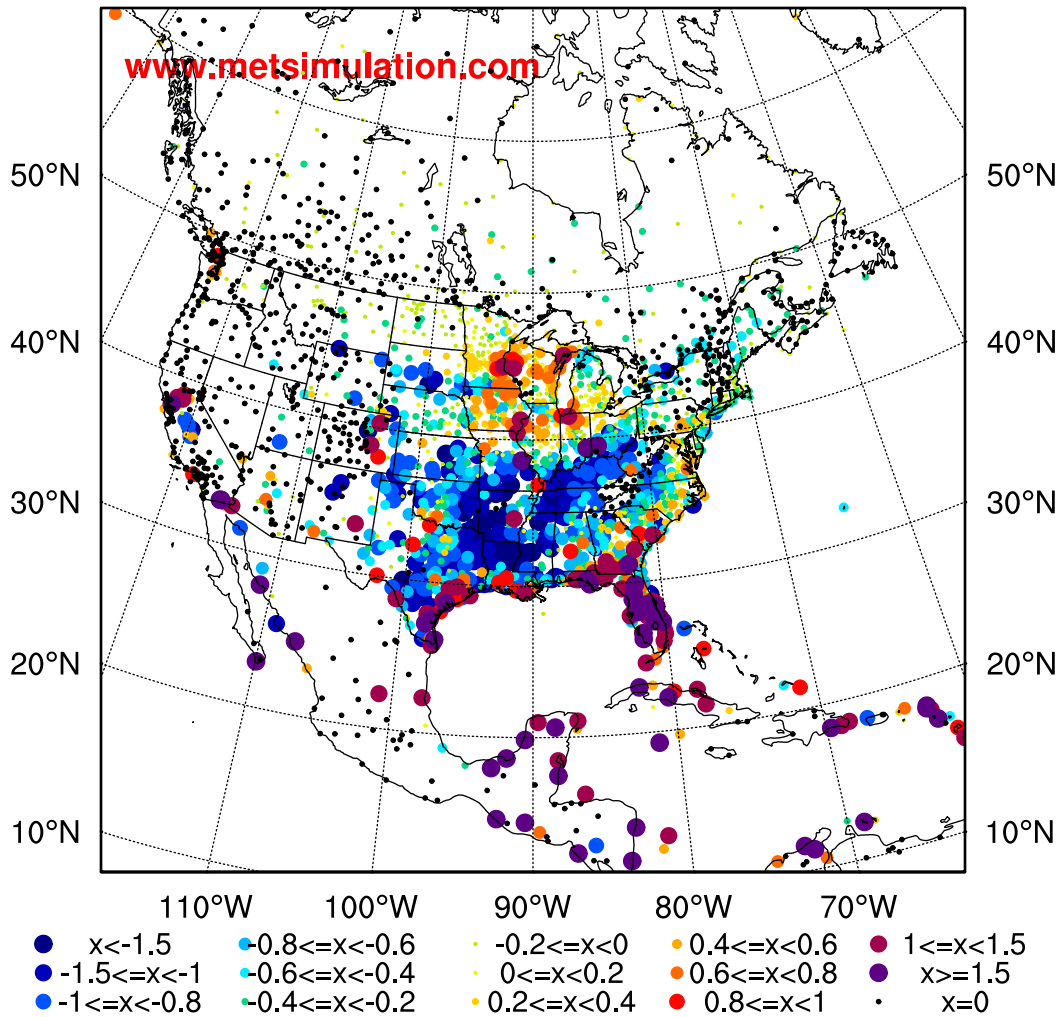 www.metsimulation.com
50°N 50°N
40°N 40°N
30°N 30°N
20°N 20°N
10°N 10°N
110°W 100°W 90°W 80°W 70°W
x<-1.5 -0.8<=x<-0.6 -0.2<=x<0 0.4<=x<0.6 1<=x<1.5
-1.5<=x<-1 -0.6<=x<-0.4 0<=x<0.2 0.6<=x<0.8 x>=1.5
-1<=x<-0.8 -0.4<=x<-0.2 0.2<=x<0.4 0.8<=x<1 x=0